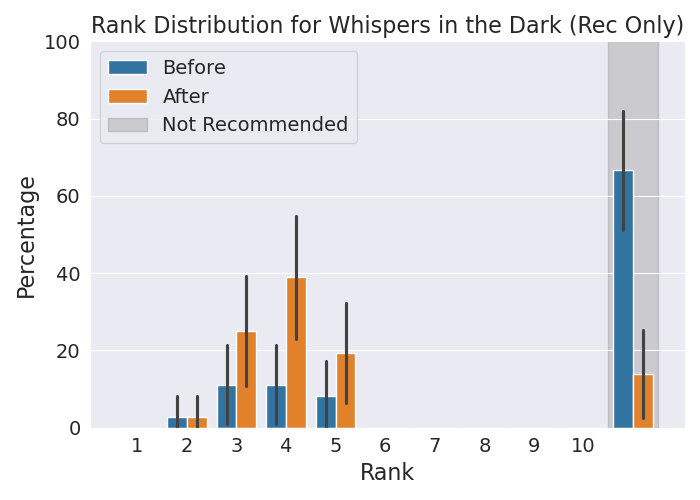 Rank Distribution for Whispers in the Dark (Rec Only)
100
80
60
40
20
0
Percentage
Before
After
Not Recommended
1 2 3 4 5 6 7 8 9 10
Rank